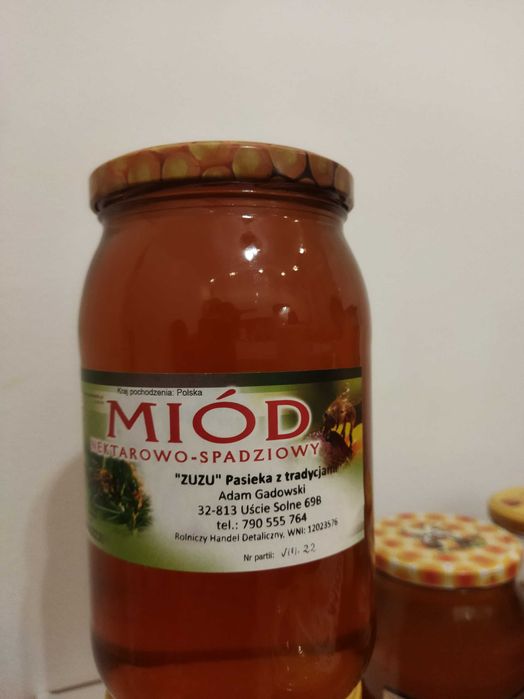 Kraj pochodzenia: Polska
MIÓD
NEKTAROWO-SPADZIOWY
"ZUZU" Pasieka z tradycjami
Adam Gadowski
32-813 Uście Solne 69B
tel.: 790 555 764
Rolniczy Handel Detaliczny, WNI: 12023576
Nr partii: VIII. 22